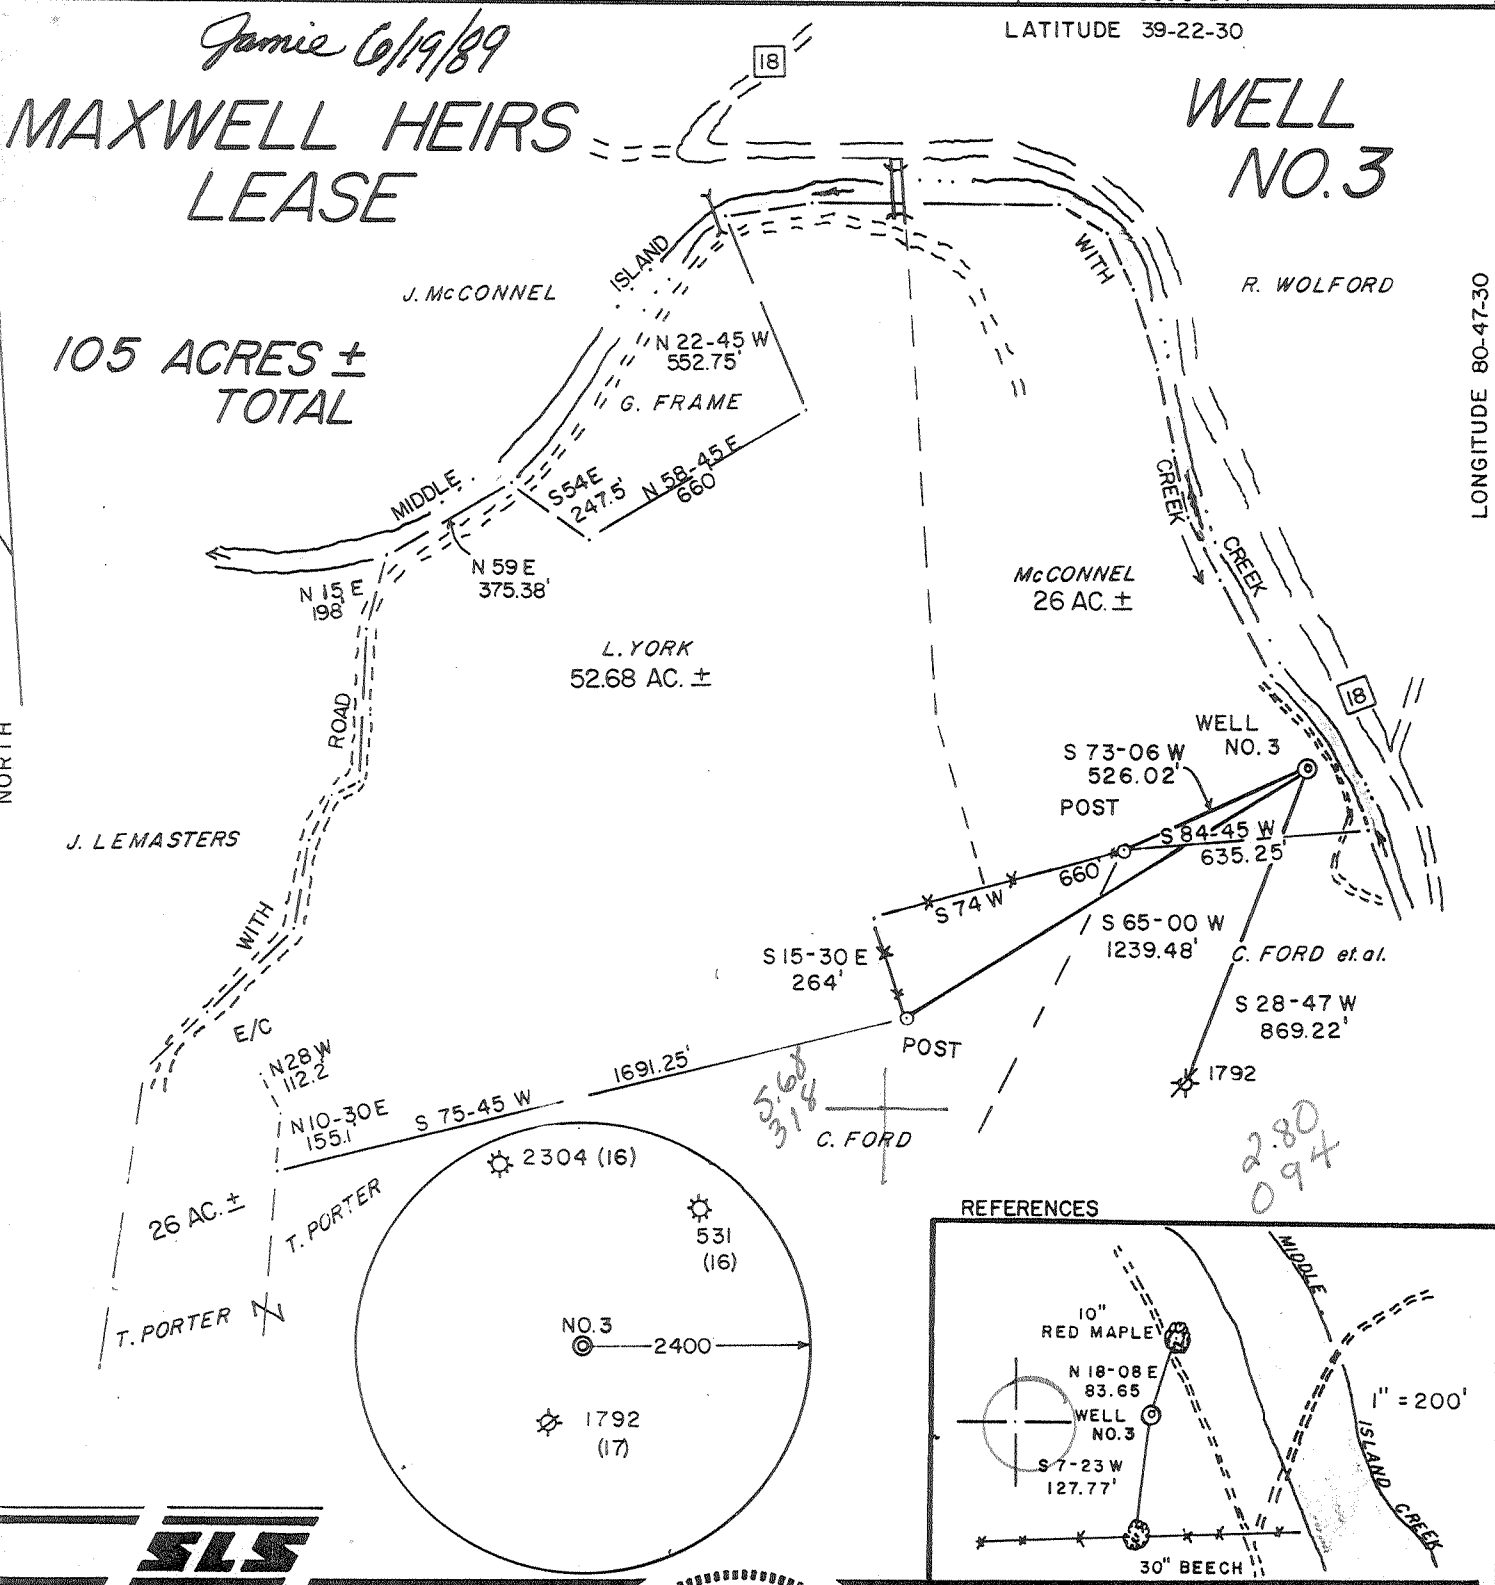 LATITUDE 39-22-30
Jamie 6/19/89
18
MAXWELL HEIRS
LEASE
WELL
NO. 3
ISLAND
WITH
J. McCONNEL
R. WOLFORD
LONGITUDE 80-47-30
105 ACRES ±
TOTAL
N 22-45 W
552.75'
G. FRAME
MIDDLE
S 54 E
247.5'
N 58-45 E
660'
CREEK
CREEK
N 59 E
375.38'
N 15 E
198'
McCONNEL
26 AC. ±
L. YORK
52.68 AC. ±
ROAD
NORTH
18
WELL
NO. 3
S 73-06 W
526.02'
POST
S 84-45 W
635.25'
J. LEMASTERS
660'
S 74 W
WITH
S 65-00 W
1239.48'
S 15-30 E
264'
C. FORD et. al.
S 28-47 W
869.22'
E/C
POST
N 28 W
112.2'
1691.25'
1792
5.68
318
N 10-30 E
155.1'
S 75-45 W
C. FORD
2.80
094
2304 (16)
26 AC. ±
T. PORTER
531
(16)
T. PORTER
NO. 3
2400
1792
(17)
REFERENCES
MIDDLE
10"
RED MAPLE
N 18-08 E
83.65
1" = 200'
WELL
NO. 3
S 7-23 W
127.77'
ISLAND CREEK
30" BEECH
SLS